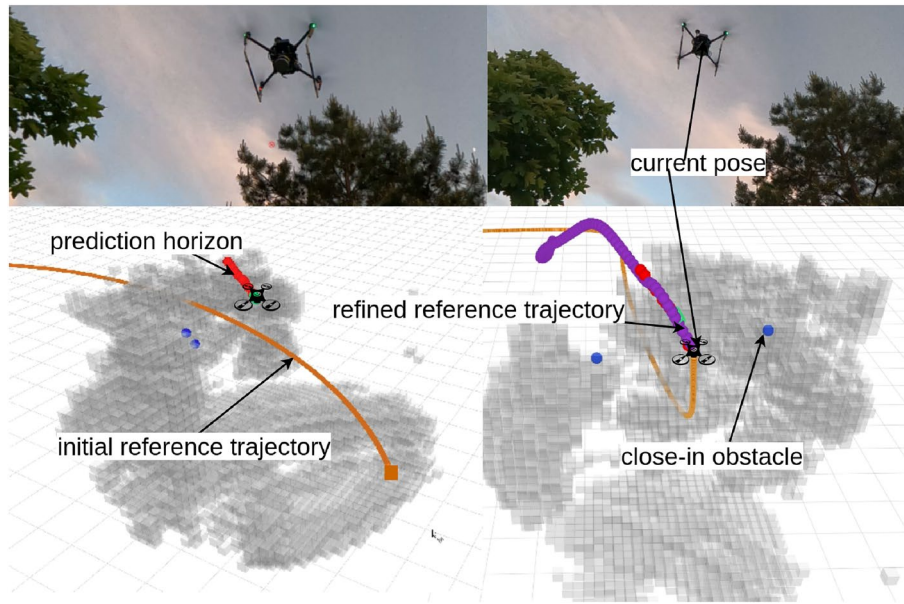 current pose
prediction horizon
refined reference trajectory
initial reference trajectory
close-in obstacle